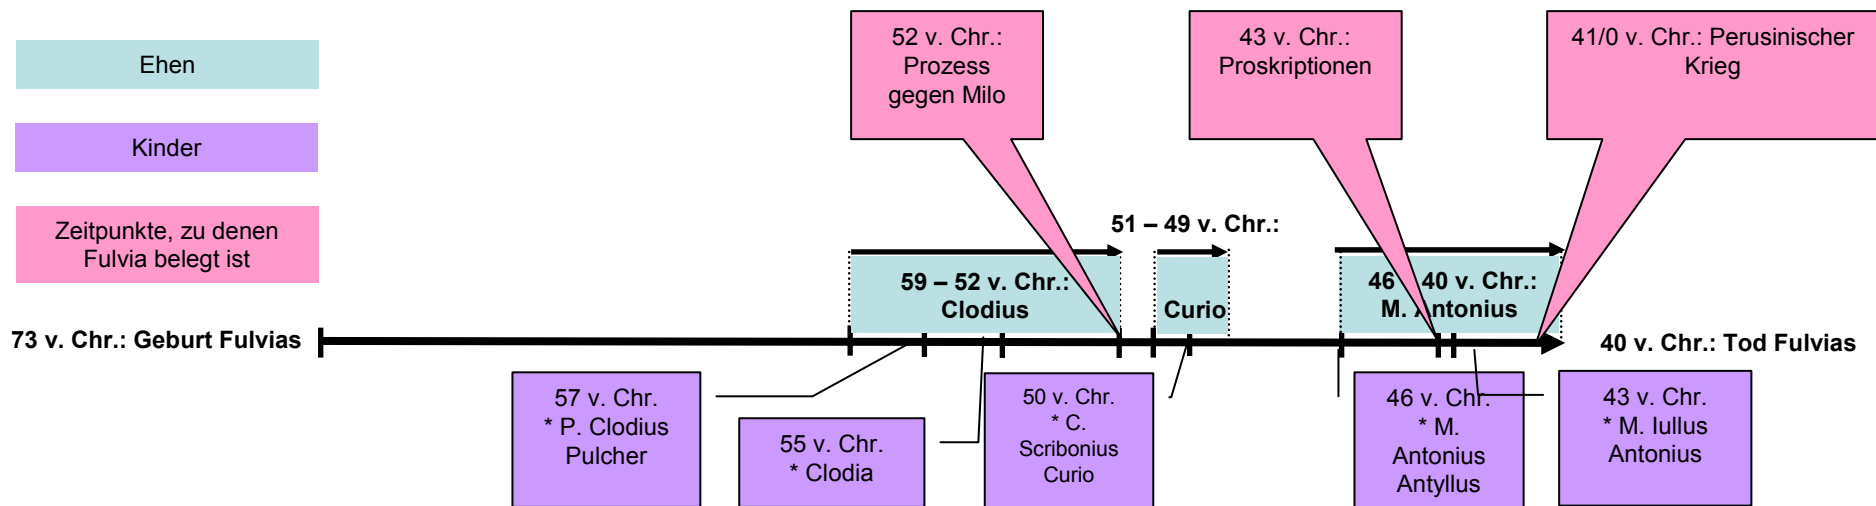 Ehen
Kinder
Zeitpunkte, zu denen
Fulvia belegt ist
52 v. Chr.:
Prozess
gegen Milo
43 v. Chr.:
Proskriptionen
41/0 v. Chr.: Perusinischer
Krieg
59 – 52 v. Chr.:
Clodius
51 – 49 v. Chr.:
Curio
46 40 v. Chr.:
M. Antonius
73 v. Chr.: Geburt Fulvias
40 v. Chr.: Tod Fulvias
57 v. Chr.
* P. Clodius
Pulcher
55 v. Chr.
* Clodia
50 v. Chr.
* C.
Scribonius
Curio
46 v. Chr.
* M.
Antonius
Antyllus
43 v. Chr.
* M. Iullus
Antonius